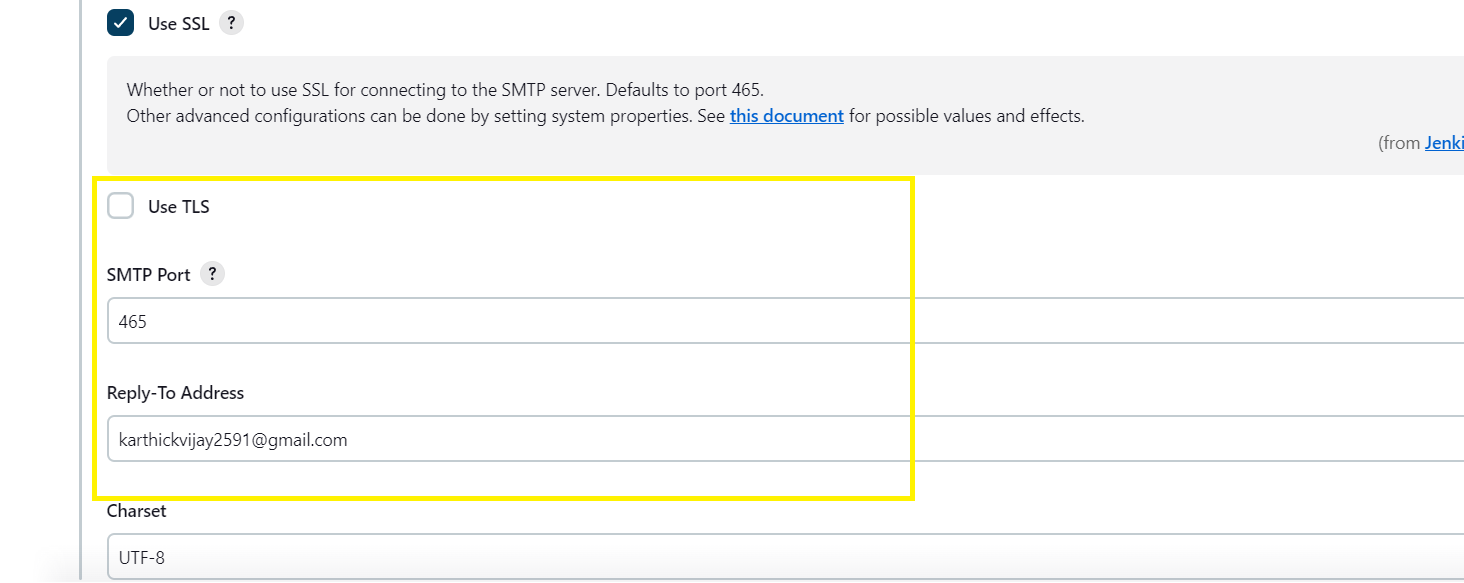 Use SSL ?
Whether or not to use SSL for connecting to the SMTP server. Defaults to port 465.
Other advanced configurations can be done by setting system properties. See this document for possible values and effects.
(from
Use TLS
SMTP Port ?
465
Reply-To Address
karthickvijay2591@gmail.com
Charset
UTF-8